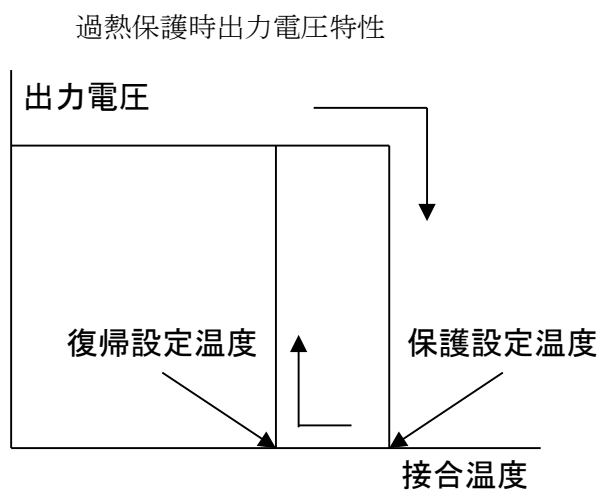 過熱保護時出力電圧特性
出力電圧
復帰設定温度
保護設定温度
接合温度